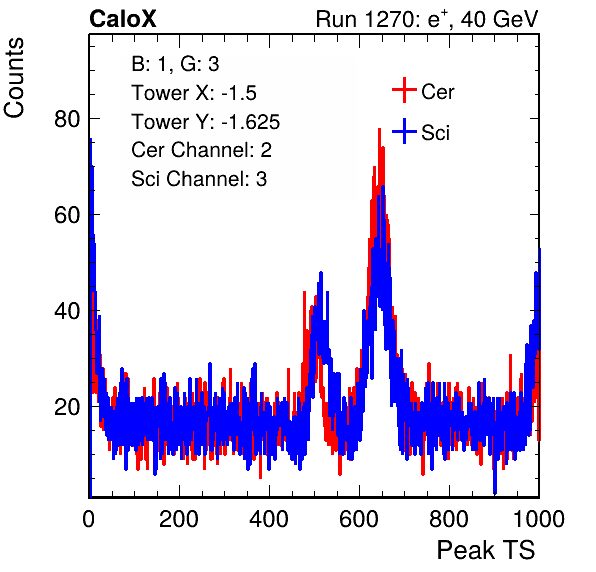 CaloX Run 1270: e+, 40 GeV
Counts
B: 1, G: 3
Tower X: -1.5
Tower Y: -1.625
Cer Channel: 2
Sci Channel: 3
Cer
Sci
80
60
40
20
0 200 400 600 800 1000
Peak TS